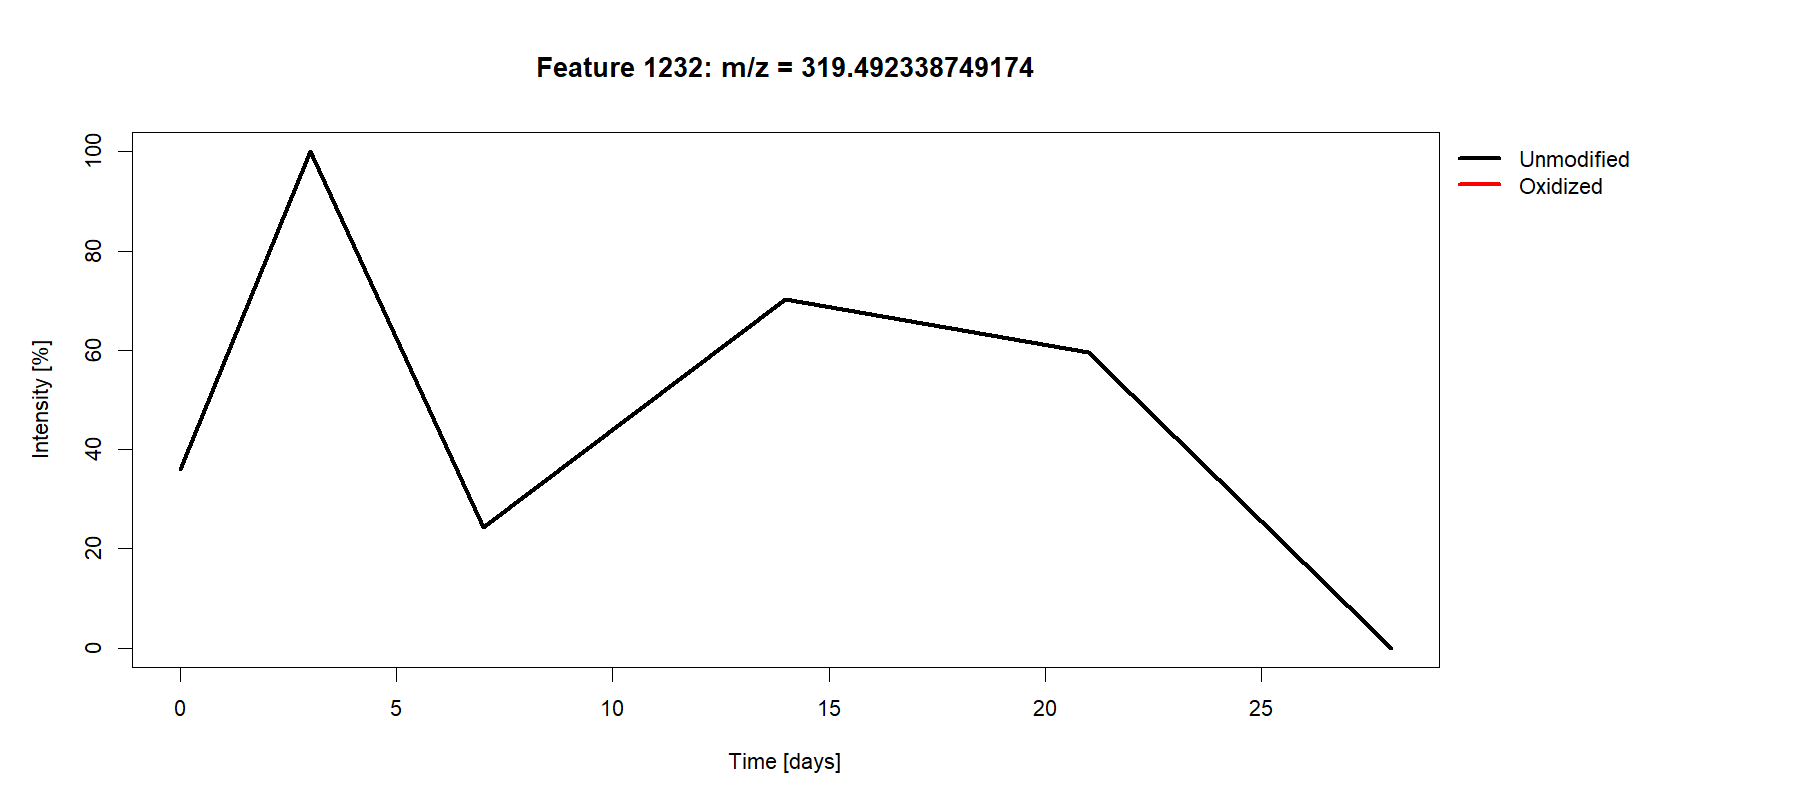 Feature 1232: m/z = 319.492338749174
Unmodified
Oxidized
Intensity [%]
100
80
60
40
20
0
0 5 10 15 20 25
Time [days]